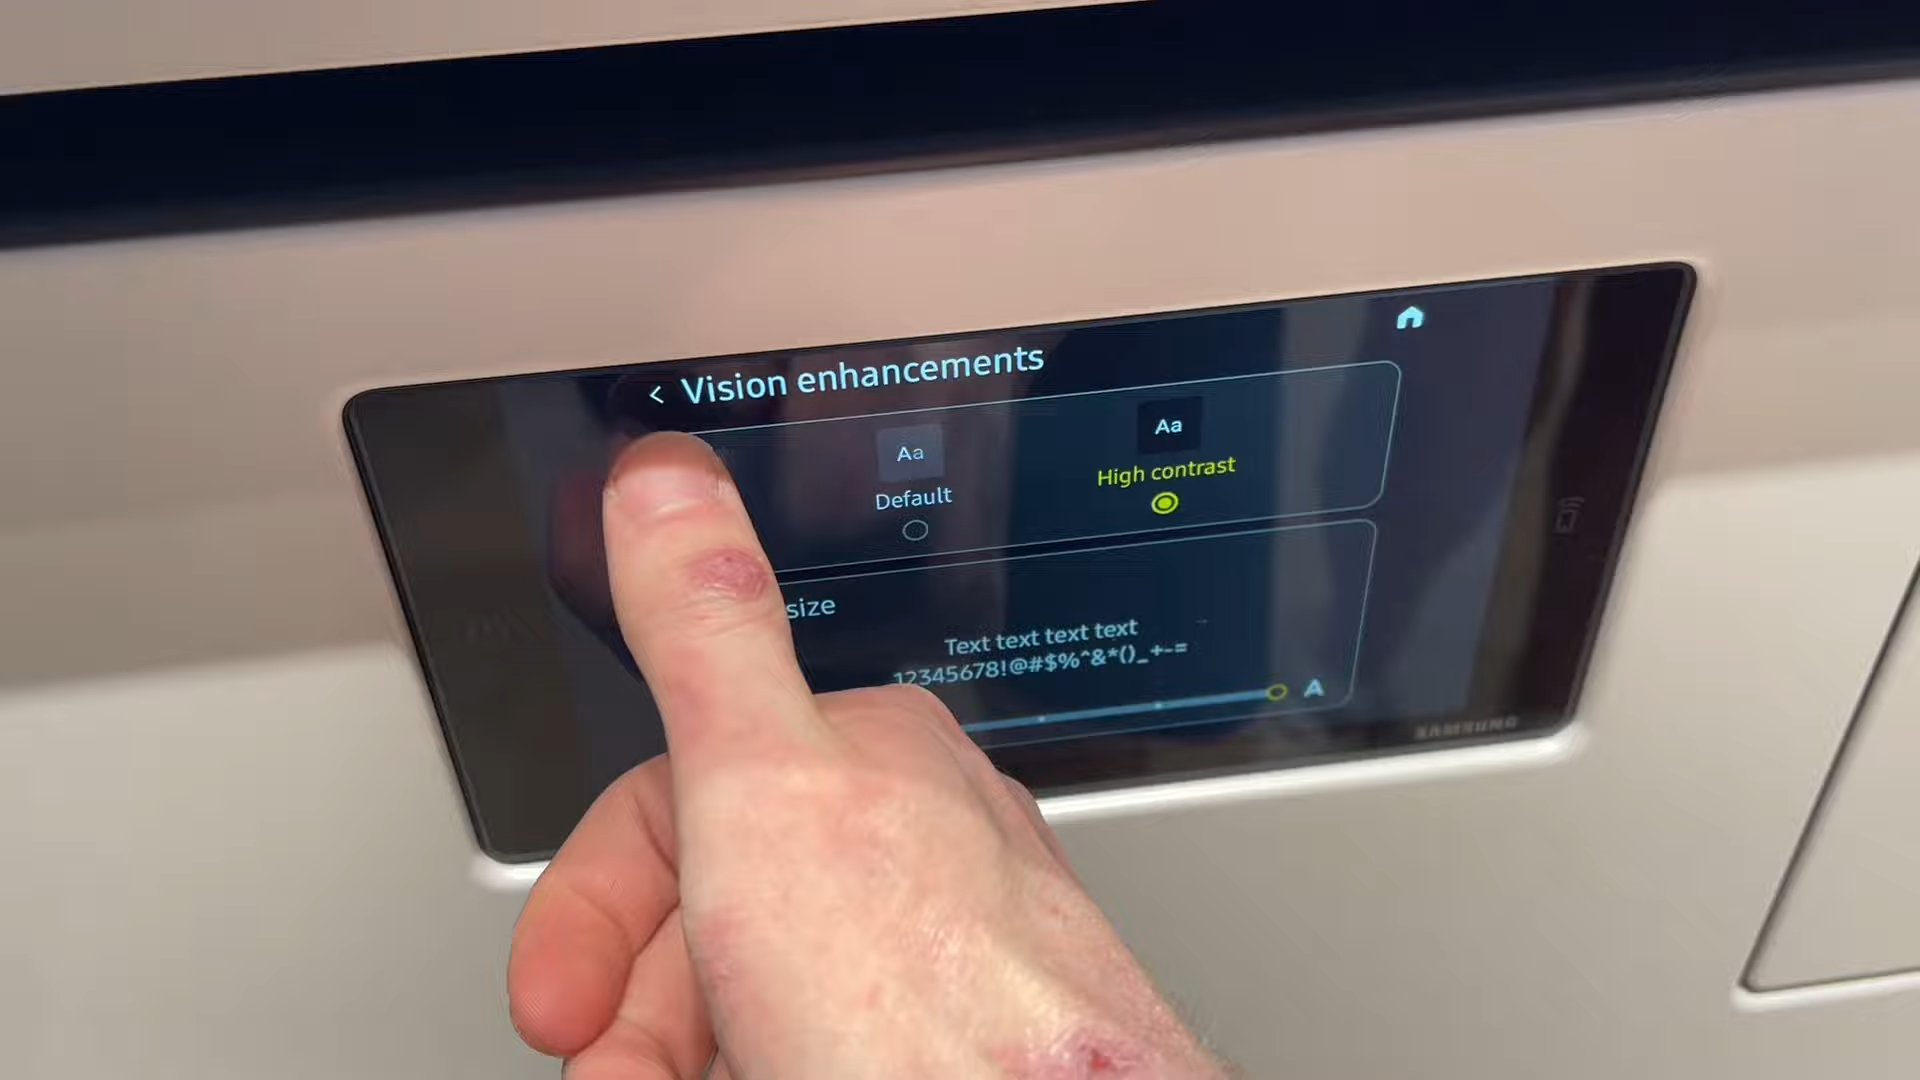 < Vision enhancements
Aa
Aa
Default
High contrast
size
Text text text text
12345678!@#$%^&*()_+-=
A
SAMSUNG